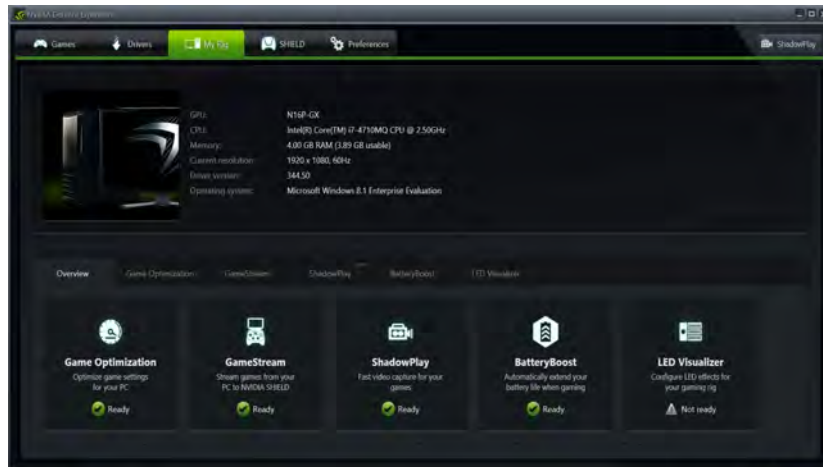 NVIDIA GeForce Experience
Games
Drivers
My Rig
SHIELD
Preferences
ShadowPlay
GPU: N16P-GX
CPU: Intel(R) Core(TM) i7-4710MQ CPU @ 2.50GHz
Memory: 4.00 GB RAM (3.89 GB usable)
Current resolution: 1920 x 1080, 60Hz
Driver version: 344.50
Operating system: Microsoft Windows 8.1 Enterprise Evaluation
Overview
Game Optimization
GameStream
ShadowPlay
BatteryBoost
LED Visualizer
Game Optimization
Optimize game settings
for your PC
Ready
GameStream
Stream games from your
PC to NVIDIA SHIELD
Ready
ShadowPlay
Fast video capture for your
games
Ready
BatteryBoost
Automatically extend your
battery life when gaming
Ready
LED Visualizer
Configure LED effects for
your gaming rig
Not ready